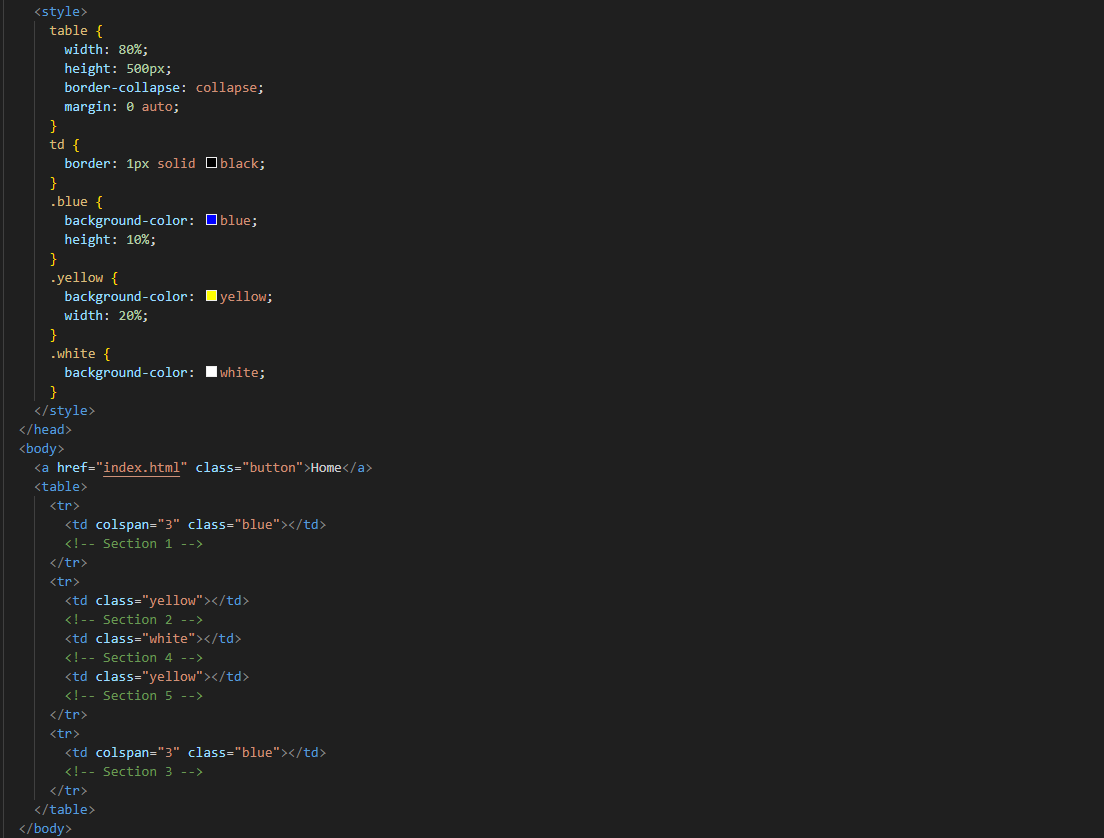 <style>
table {
width: 80%;
height: 500px;
border-collapse: collapse;
margin: 0 auto;
}
td {
border: 1px solid black;
}
.blue {
background-color: blue;
height: 10%;
}
.yellow {
background-color: yellow;
width: 20%;
}
.white {
background-color: white;
}
</style>
</head>
<body>
<a href="index.html" class="button">Home</a>
<table>
<tr>
<td colspan="3" class="blue"></td>
<!-- Section 1 -->
</tr>
<tr>
<td class="yellow"></td>
<!-- Section 2 -->
<td class="white"></td>
<!-- Section 4 -->
<td class="yellow"></td>
<!-- Section 5 -->
</tr>
<tr>
<td colspan="3" class="blue"></td>
<!-- Section 3 -->
</tr>
</table>
</body>